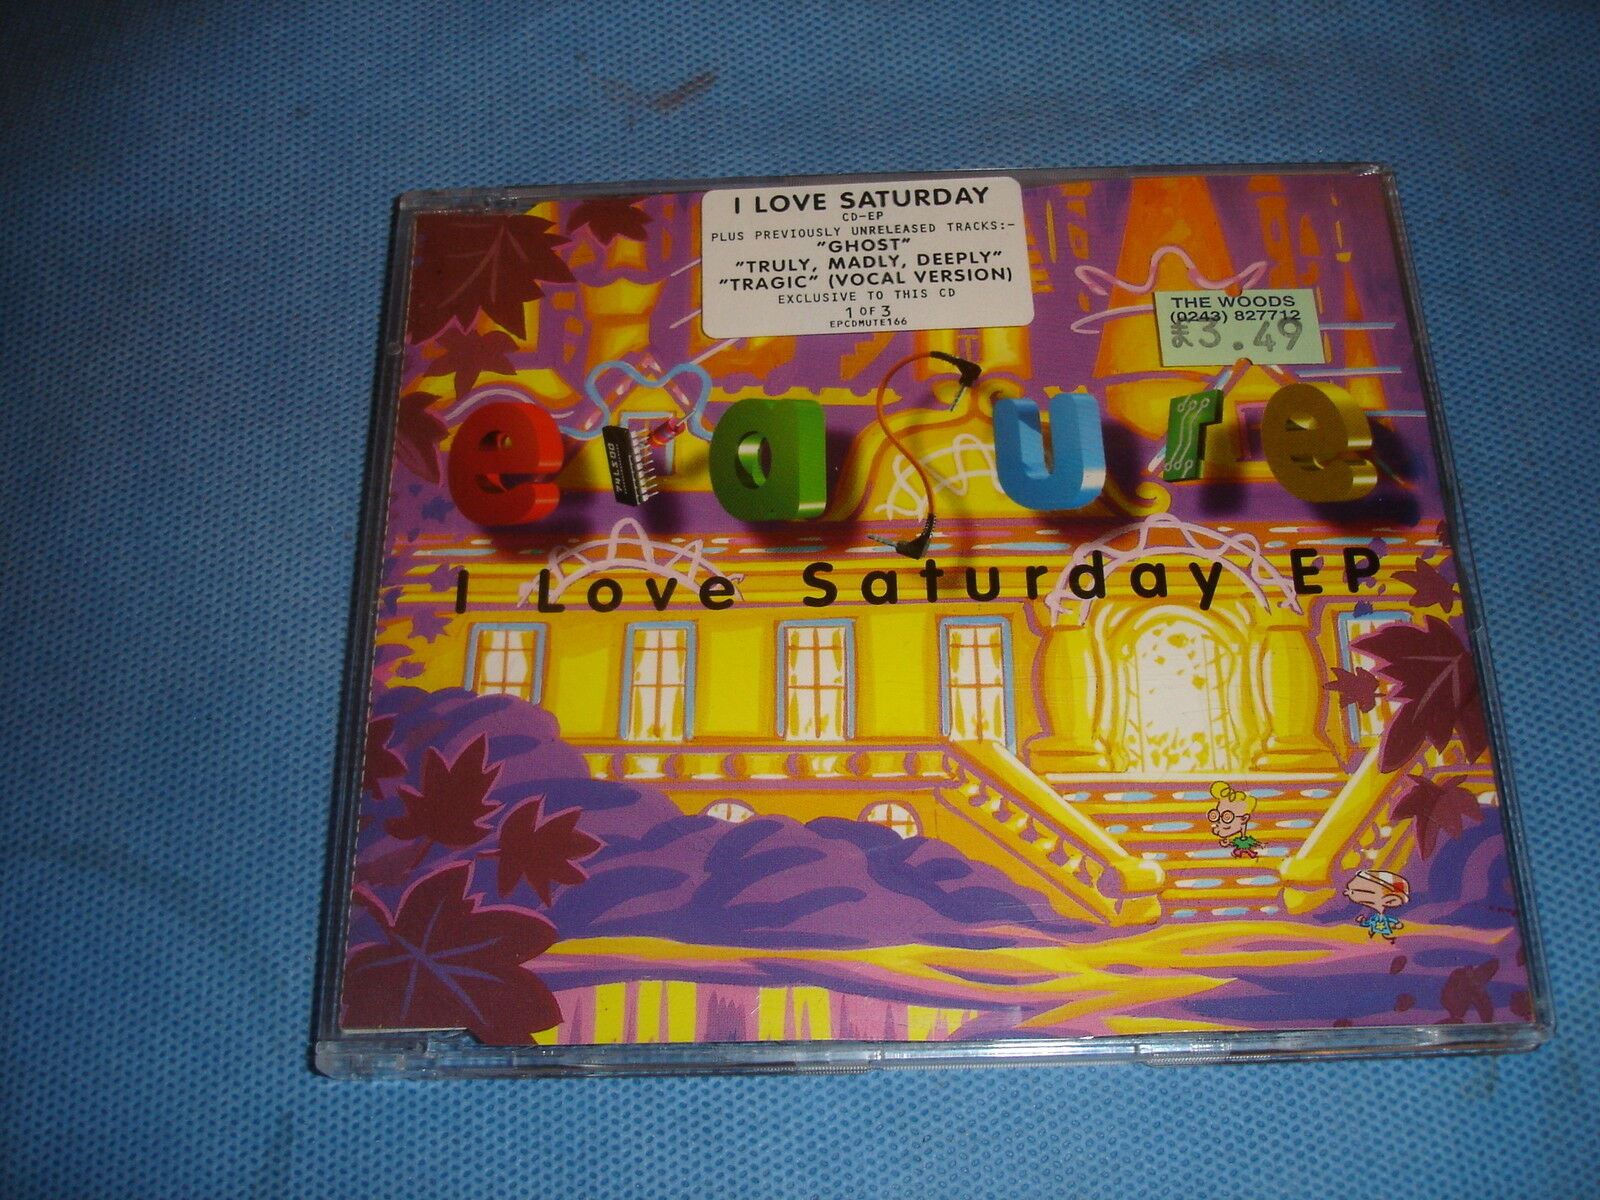 I LOVE SATURDAY
CD-EP
PLUS PREVIOUSLY UNRELEASED TRACKS:-
"GHOST"
"TRULY, MADLY, DEEPLY"
"TRAGIC" (VOCAL VERSION)
EXCLUSIVE TO THIS CD
1 OF 3
EPCDMUTE166
THE WOODS
(0243) 827712
£3.49
erasure
74LS00
I Love Saturday EP